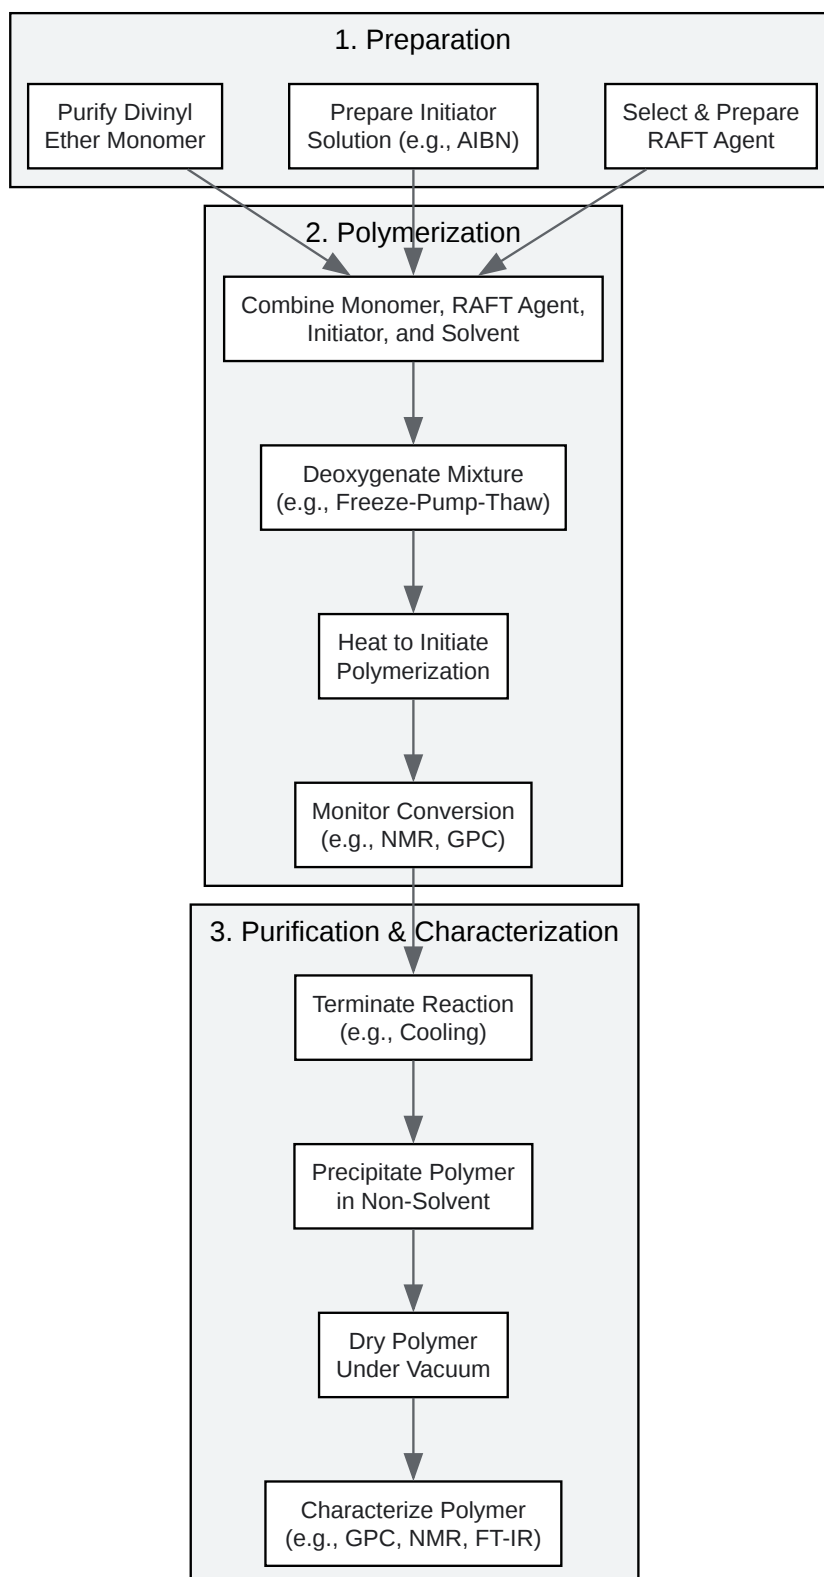 1. Preparation
Purify Divinyl
Ether Monomer
Prepare Initiator
Solution (e.g., AIBN)
Select & Prepare
RAFT Agent
2. Polymerization
Combine Monomer, RAFT Agent,
Initiator, and Solvent
Deoxygenate Mixture
(e.g., Freeze-Pump-Thaw)
Heat to Initiate
Polymerization
Monitor Conversion
(e.g., NMR, GPC)
3. Purification & Characterization
Terminate Reaction
(e.g., Cooling)
Precipitate Polymer
in Non-Solvent
Dry Polymer
Under Vacuum
Characterize Polymer
(e.g., GPC, NMR, FT-IR)